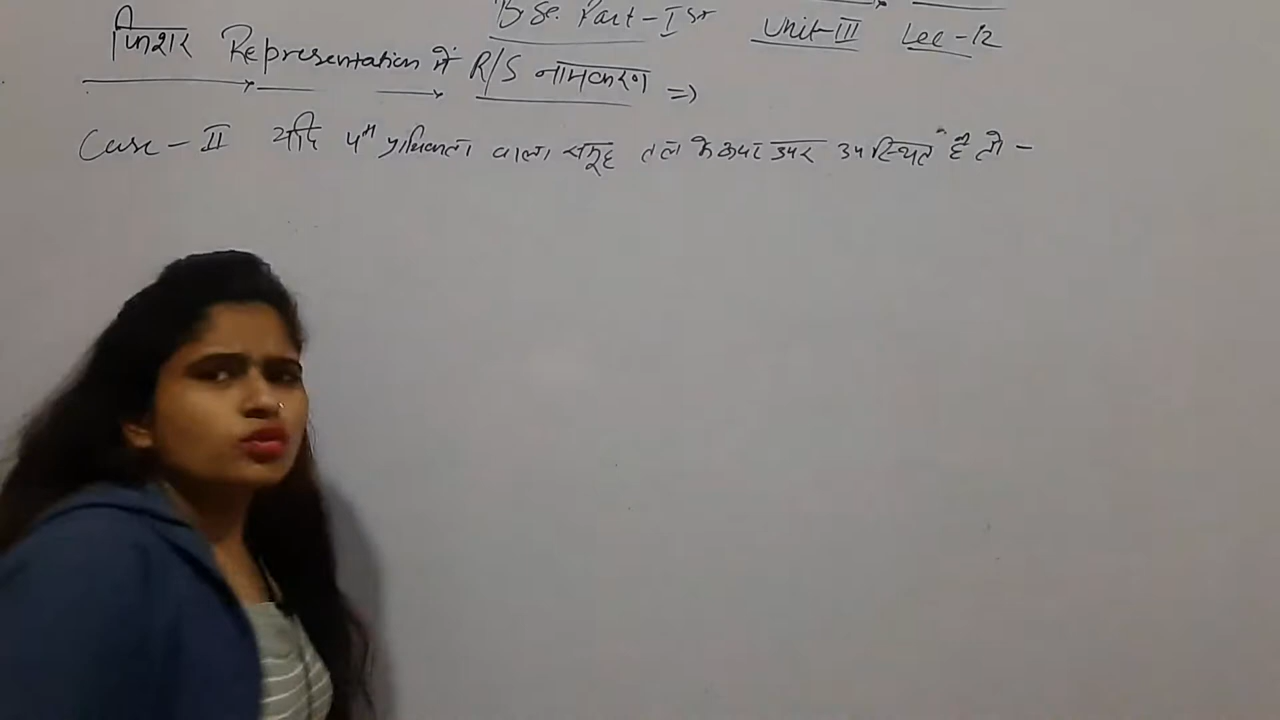 B.Sc. Part-Ist Unit-III Lec-12
फिशर Representation में R/S नामकरण ⇒
Case-II यदि 4th प्राथमिकता वाला समूह तल के ऊपर उपस्थित है तो -